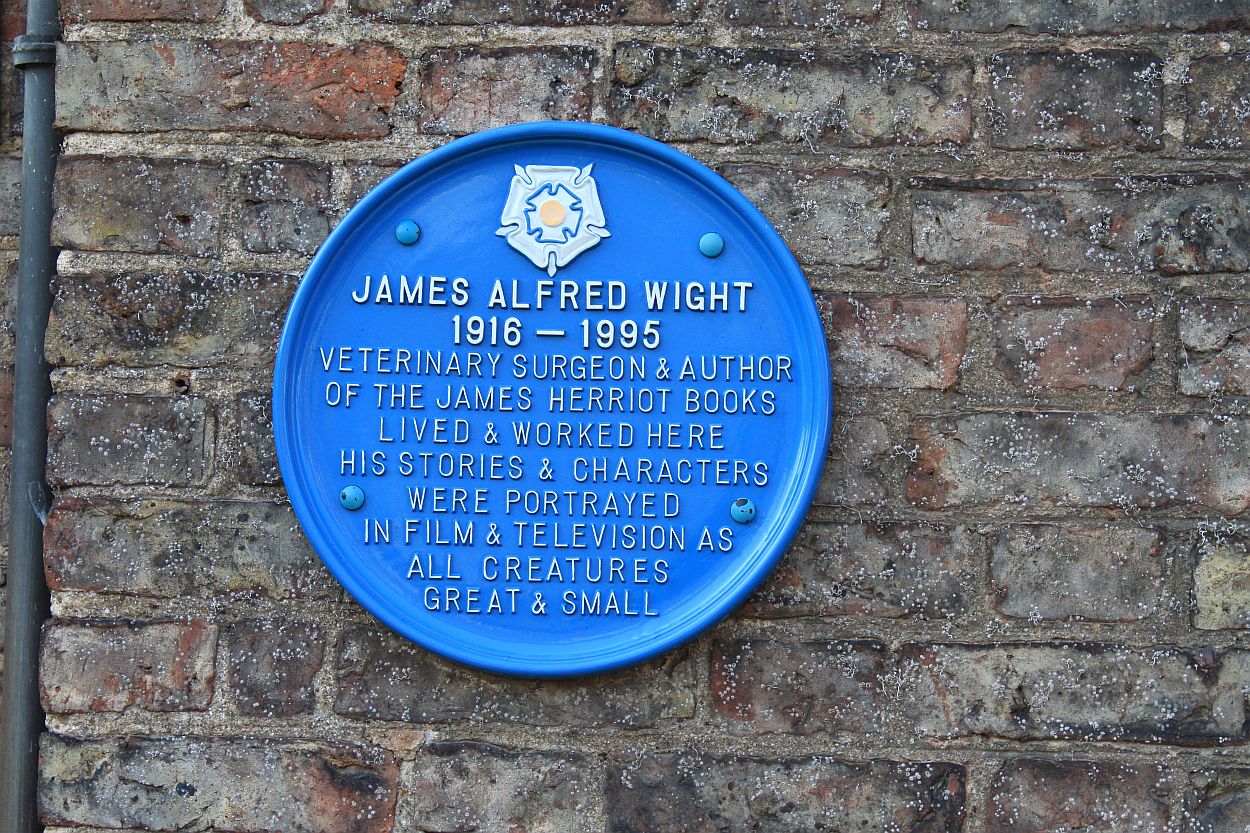 JAMES ALFRED WIGHT
1916 – 1995
VETERINARY SURGEON & AUTHOR
OF THE JAMES HERRIOT BOOKS
LIVED & WORKED HERE
HIS STORIES & CHARACTERS
WERE PORTRAYED
IN FILM & TELEVISION AS
ALL CREATURES
GREAT & SMALL